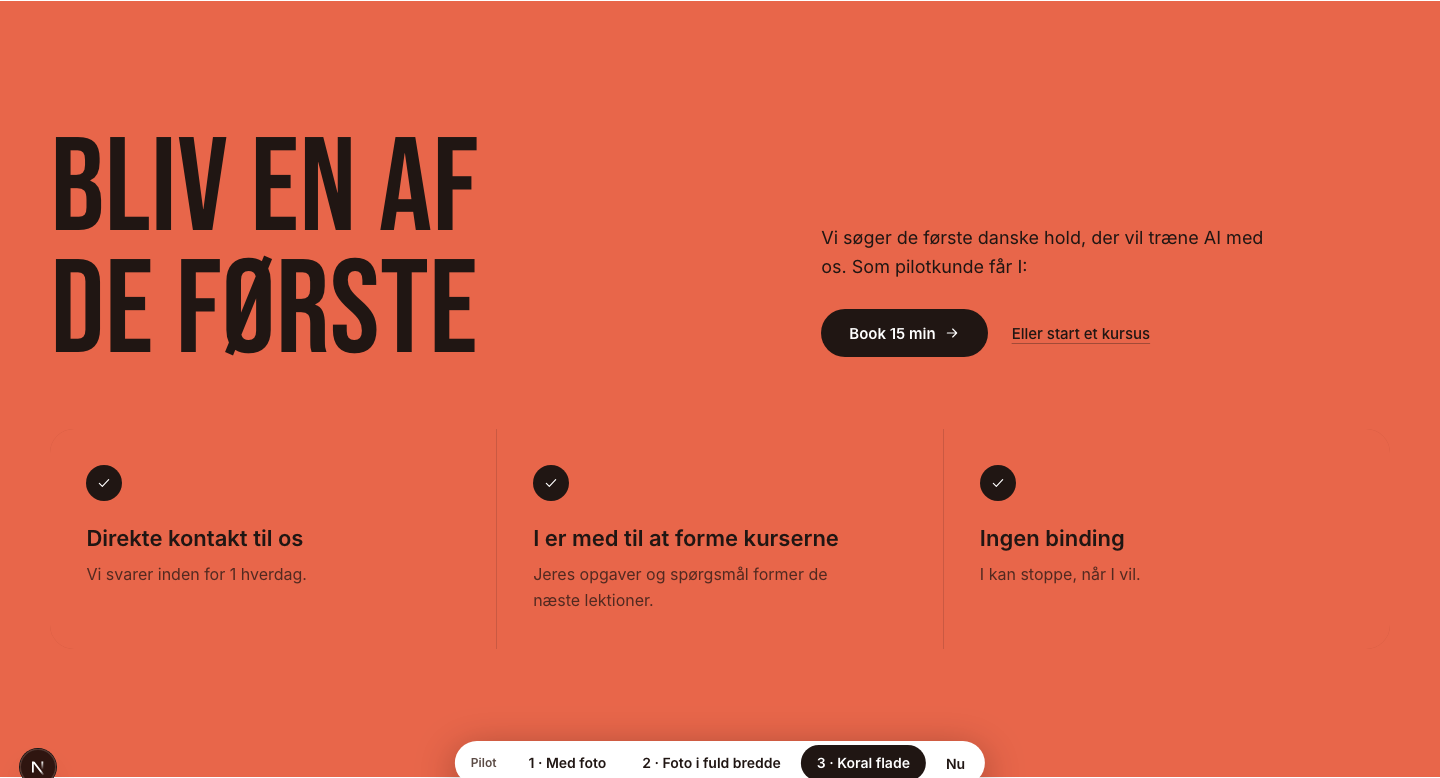 BLIV EN AF
DE FØRSTE
Vi søger de første danske hold, der vil træne AI med
os. Som pilotkunde får I:
Book 15 min →
Eller start et kursus
Direkte kontakt til os
Vi svarer inden for 1 hverdag.
I er med til at forme kurserne
Jeres opgaver og spørgsmål former de
næste lektioner.
Ingen binding
I kan stoppe, når I vil.
N
Pilot
1 · Med foto
2 · Foto i fuld bredde
3 · Koral flade
Nu